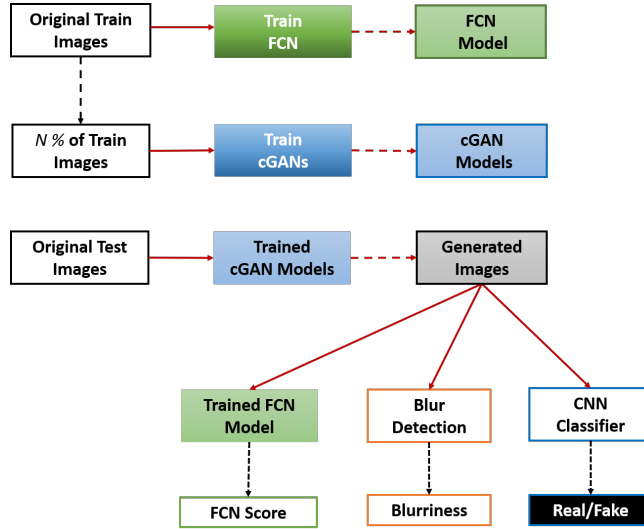 Original Train
Images
Train
FCN
FCN
Model
N % of Train
Images
Train
cGANs
cGAN
Models
Original Test
Images
Trained
cGAN Models
Generated
Images
Trained FCN
Model
Blur
Detection
CNN
Classifier
FCN Score
Blurriness
Real/Fake